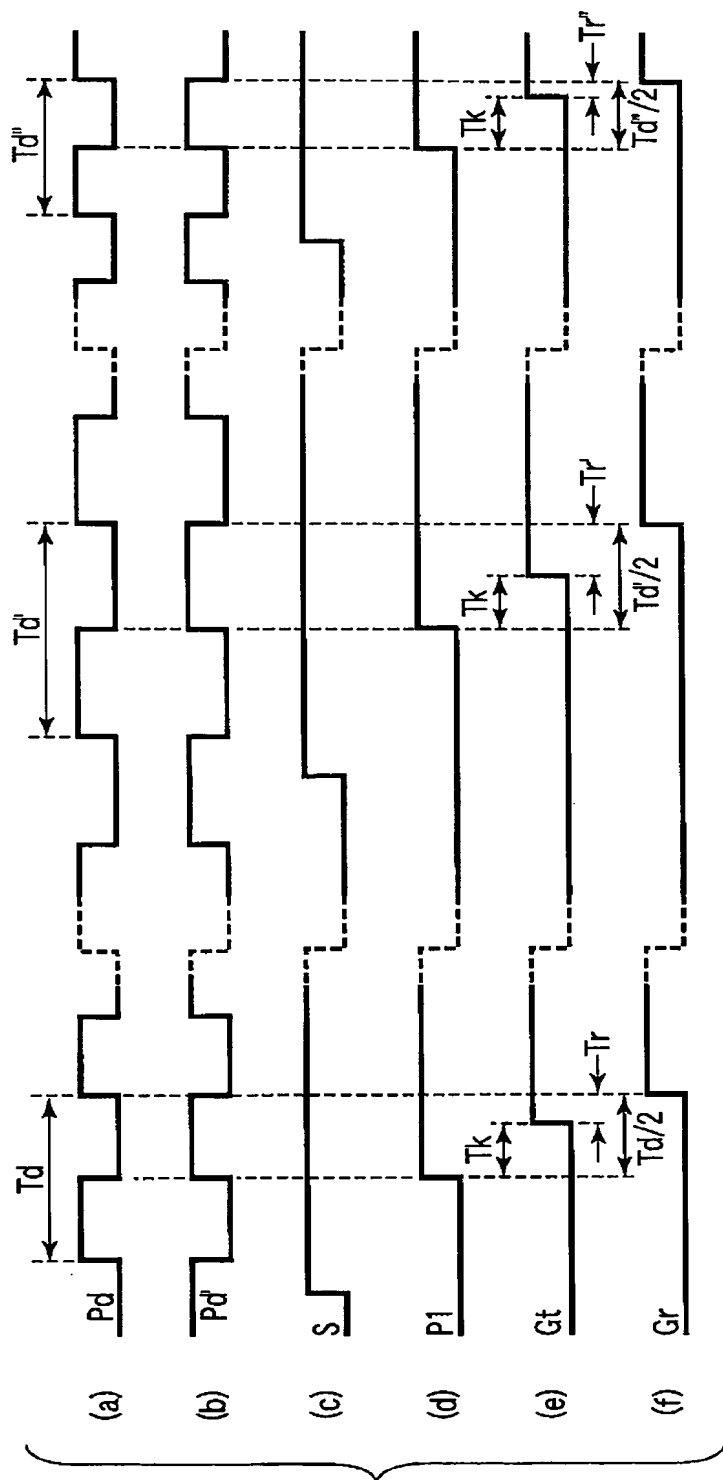 Td
Td'
Td"
(a)
Pd
(b)
Pd'
(c)
S
(d)
P1
Tk
Tk
Tk
(e)
Gt
Tr
Tr'
Tr"
Td/2
Td'/2
Td"/2
(f)
Gr